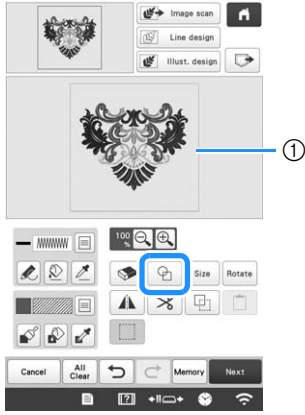 Image scan
Line design
Illust. design
①
100 %
Size
Rotate
Cancel
All Clear
Memory
Next